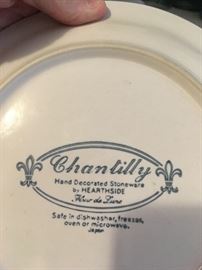 Chantilly
Hand Decorated Stoneware
by HEARTHSIDE
Fleur de Lune
Safe in dishwasher, freezer,
oven or microwave.
Japan